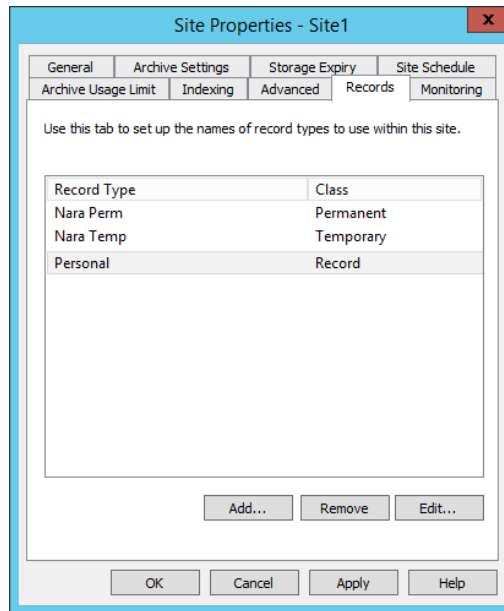 Site Properties - Site1
x
General Archive Settings Storage Expiry Site Schedule
Archive Usage Limit Indexing Advanced Records Monitoring
Use this tab to set up the names of record types to use within this site.
Record Type Class
Nara Perm Permanent
Nara Temp Temporary
Personal Record
Add... Remove Edit...
OK Cancel Apply Help